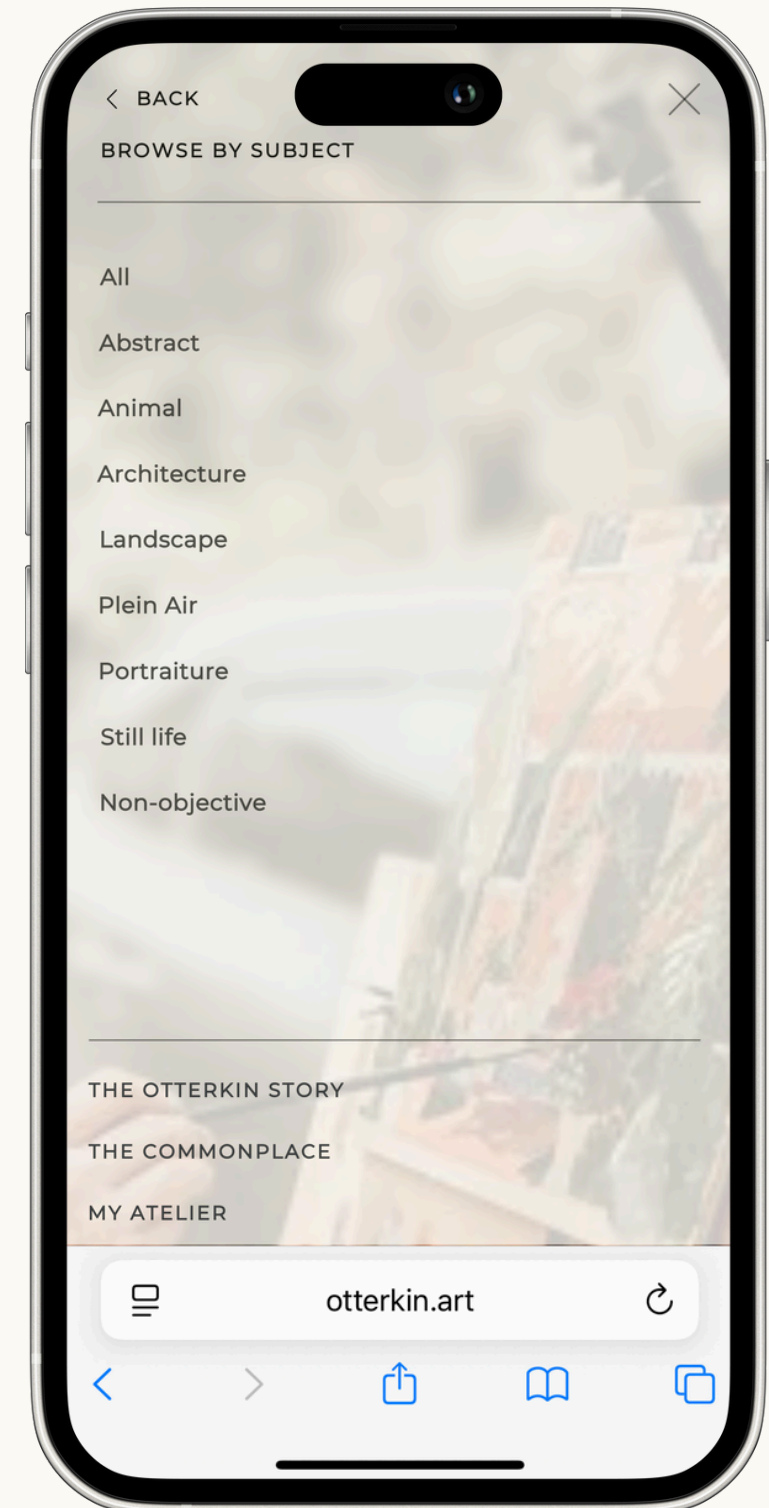 BACK
BROWSE BY SUBJECT
All
Abstract
Animal
Architecture
Landscape
Plein Air
Portraiture
Still life
Non-objective
THE OTTERKIN STORY
THE COMMONPLACE
MY ATELIER
otterkin.art